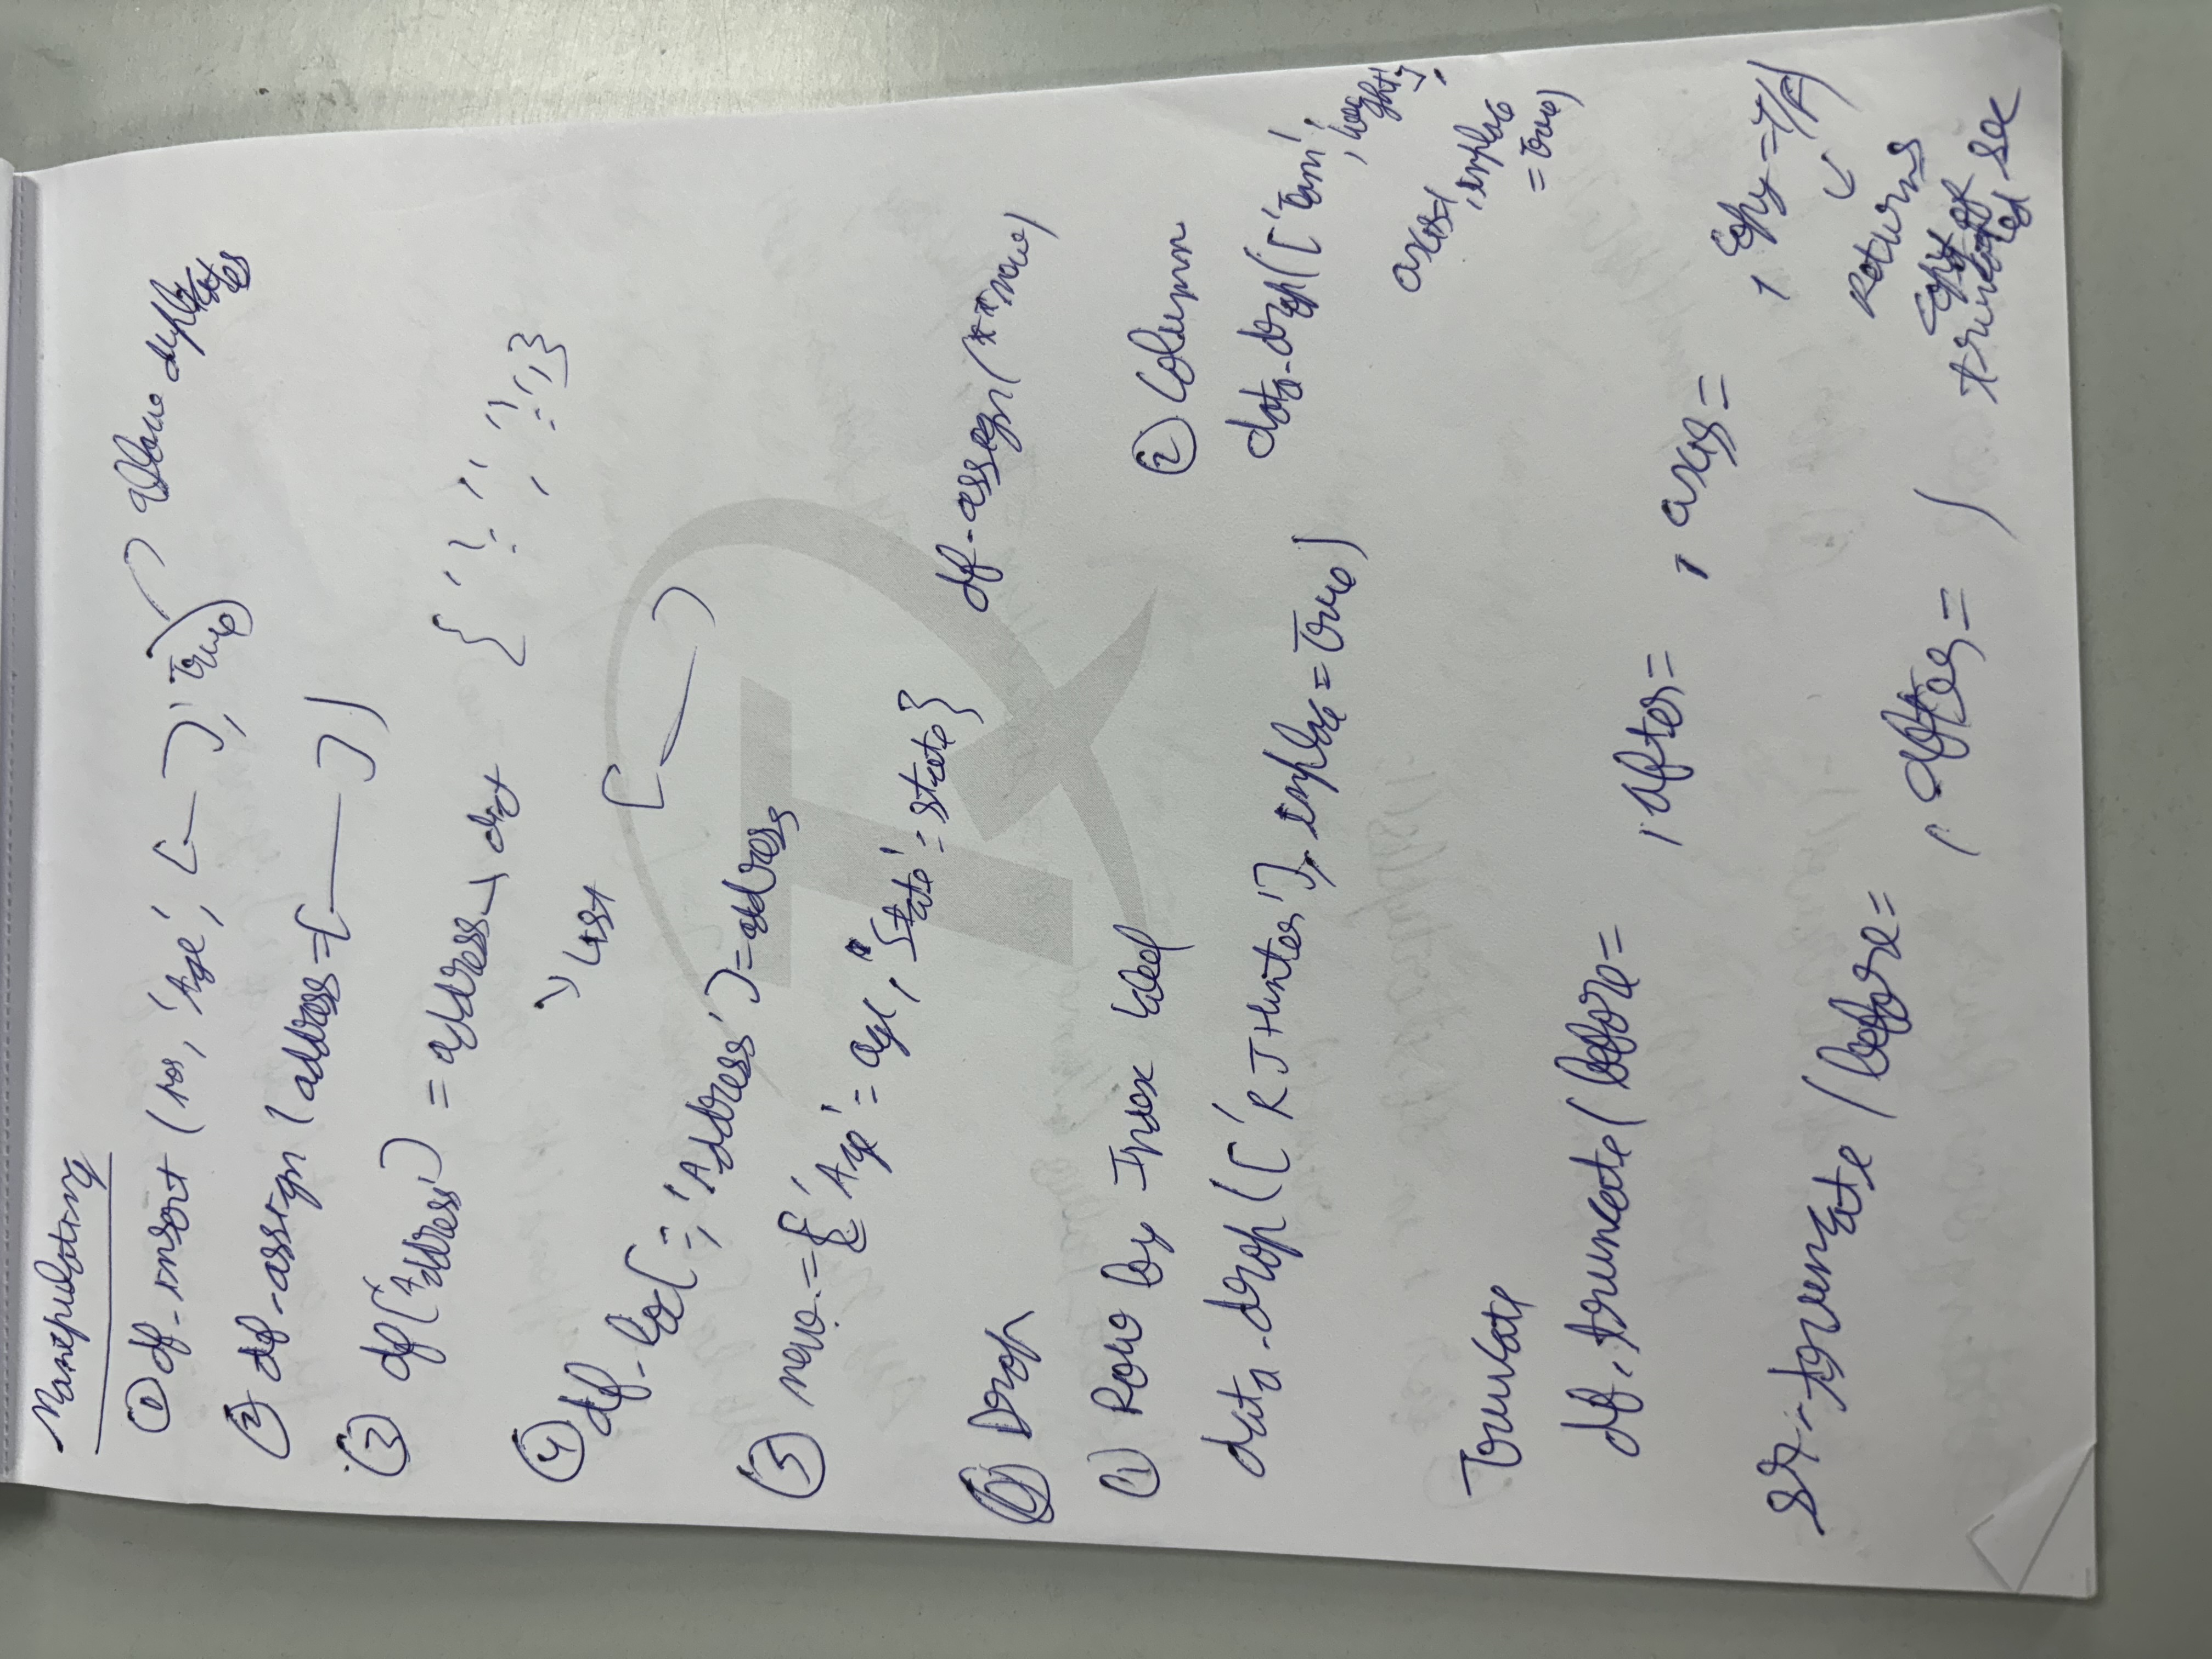 Manipulating
① df.insert (pos, 'Age', [— ], True) allow duplicates
② df.assign (address=[—— ])
③ df['Address'] = address → dict { ' ' : ' ', ' ' : ' ' }
→ List [ — ]
④ df.loc[:, 'Address'] = address
⑤ new = { 'Age' = age, 'State' = state}
df.assign(**new)
Drop
① Row by Index label
data.drop(['RJ Hunter'], inplace = True)
② Column
data.drop(['Team',
'Weight'],
axis=1, inplace
= True)
Truncate
df.truncate(before= , after= , axis= , copy = T/F)
↓
Returns
copy of
truncated
sr.truncate (before= , after= )